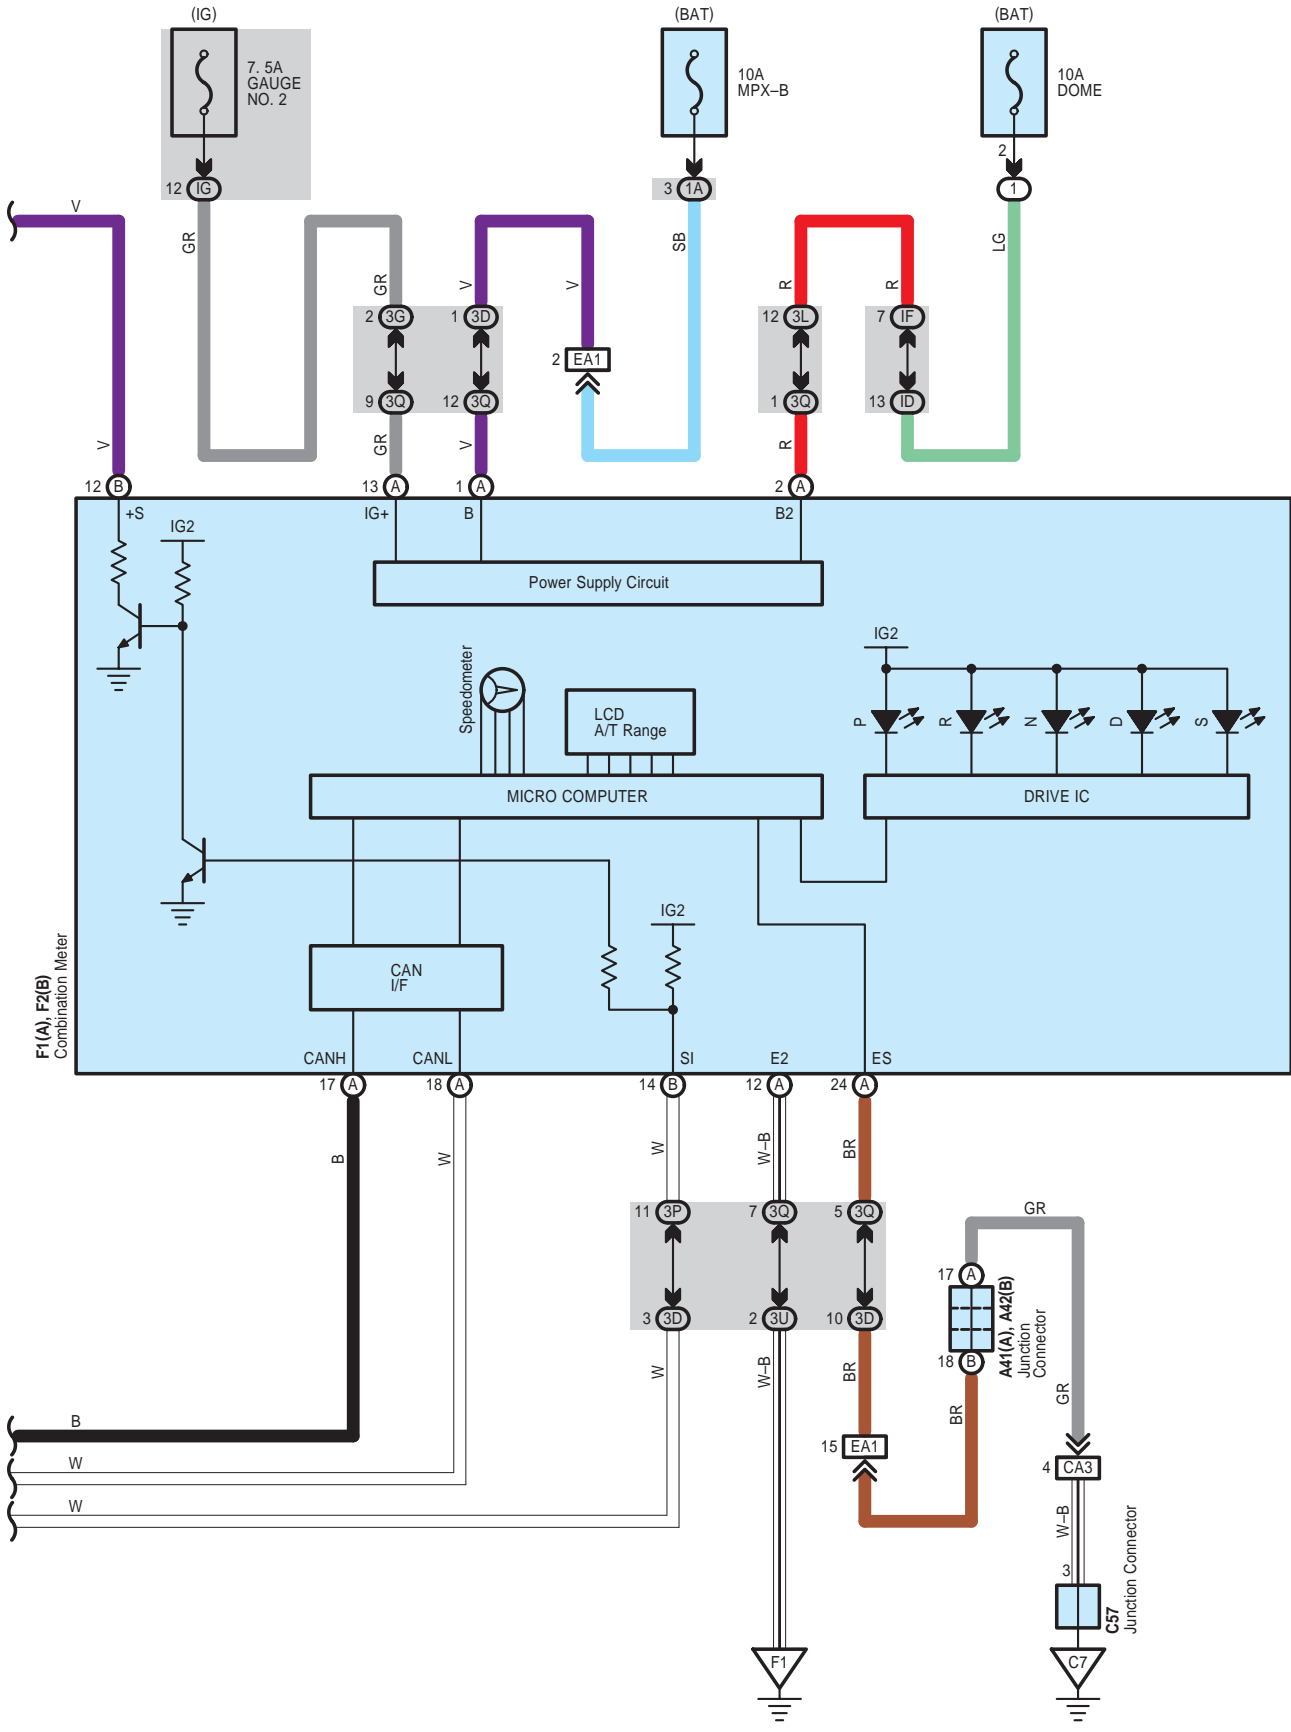 (IG)
(BAT)
(BAT)
7. 5A
GAUGE
NO. 2
10A
MPX–B
10A
DOME
2
12 IG
3 1A
1
V
GR
SB
LG
GR
V
V
R
R
2 3G
1 3D
12 3L
7 IF
2 EA1
9 3Q
12 3Q
1 3Q
13 ID
V
GR
V
R
12 B
13 A
1 A
2 A
+S
IG+
B
B2
IG2
Power Supply Circuit
IG2
Speedometer
LCD
A/T Range
P
R
N
D
S
MICRO COMPUTER
DRIVE IC
IG2
CAN
I/F
F1(A), F2(B)
Combination Meter
CANH
CANL
SI
E2
ES
17 A
18 A
14 B
12 A
24 A
B
W
W
W–B
BR
11 3P
7 3Q
5 3Q
GR
17 A
3 3D
2 3U
10 3D
18 B
A41(A), A42(B)
Junction
Connector
W
W–B
BR
BR
GR
B
15 EA1
W
4 CA3
W
W–B
3
C57
Junction Connector
F1
C7